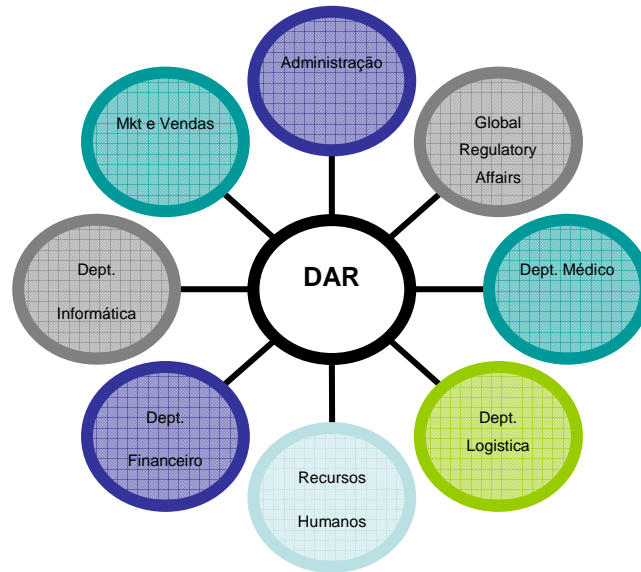 Administração
Mkt e Vendas
Global
Regulatory
Affairs
DAR
Dept.
Informática
Dept. Médico
Dept.
Financeiro
Dept.
Logistica
Recursos
Humanos